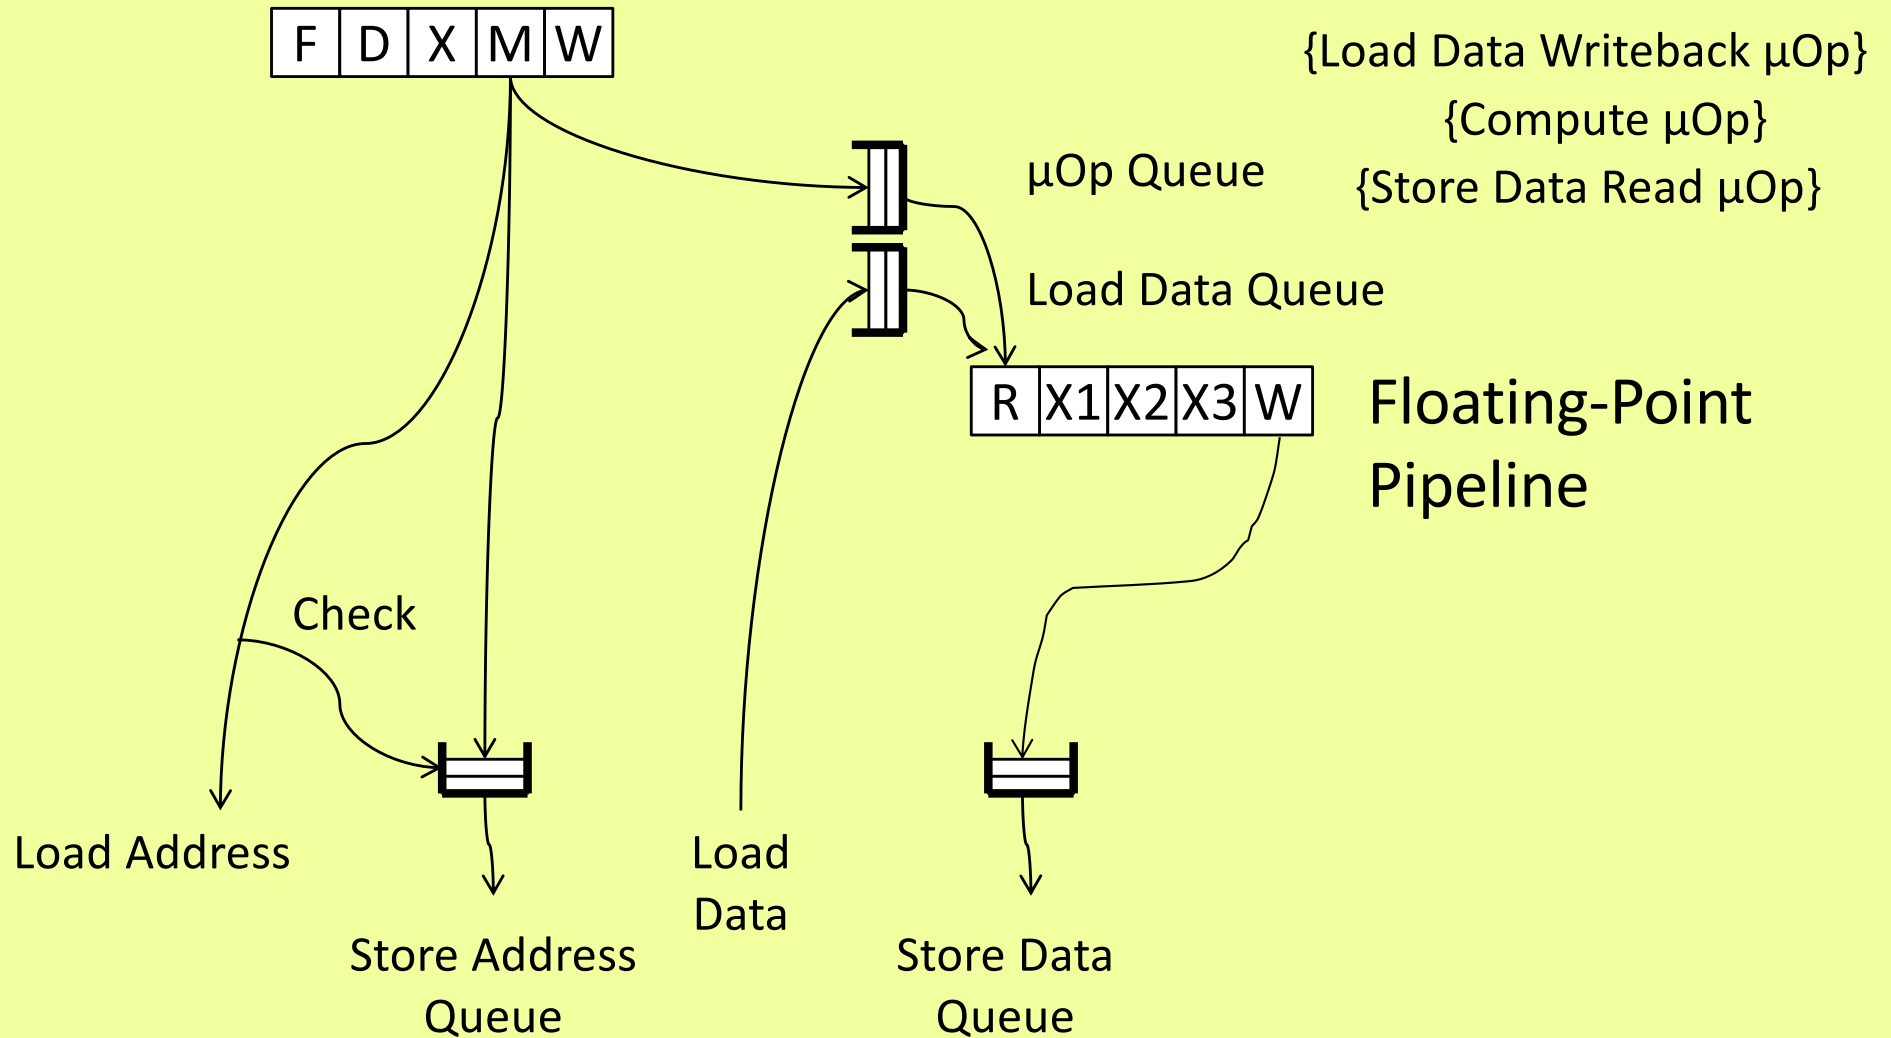 F D X M W
{Load Data Writeback µOp}
{Compute µOp}
{Store Data Read µOp}
µOp Queue
Load Data Queue
R X1 X2 X3 W
Floating-Point
Pipeline
Check
Load Address
Load
Data
Store Address
Queue
Store Data
Queue